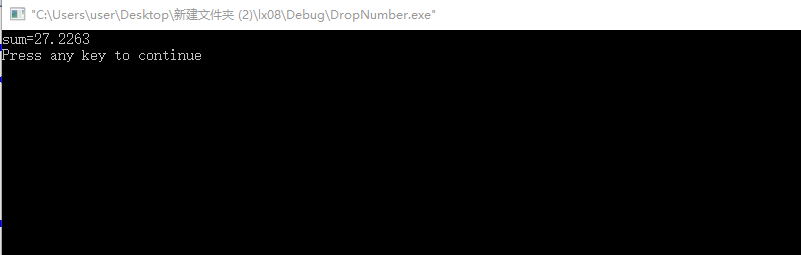 "C:\Users\user\Desktop\新建文件夹 (2)\lx08\Debug\DropNumber.exe"
sum=27.2263
Press any key to continue